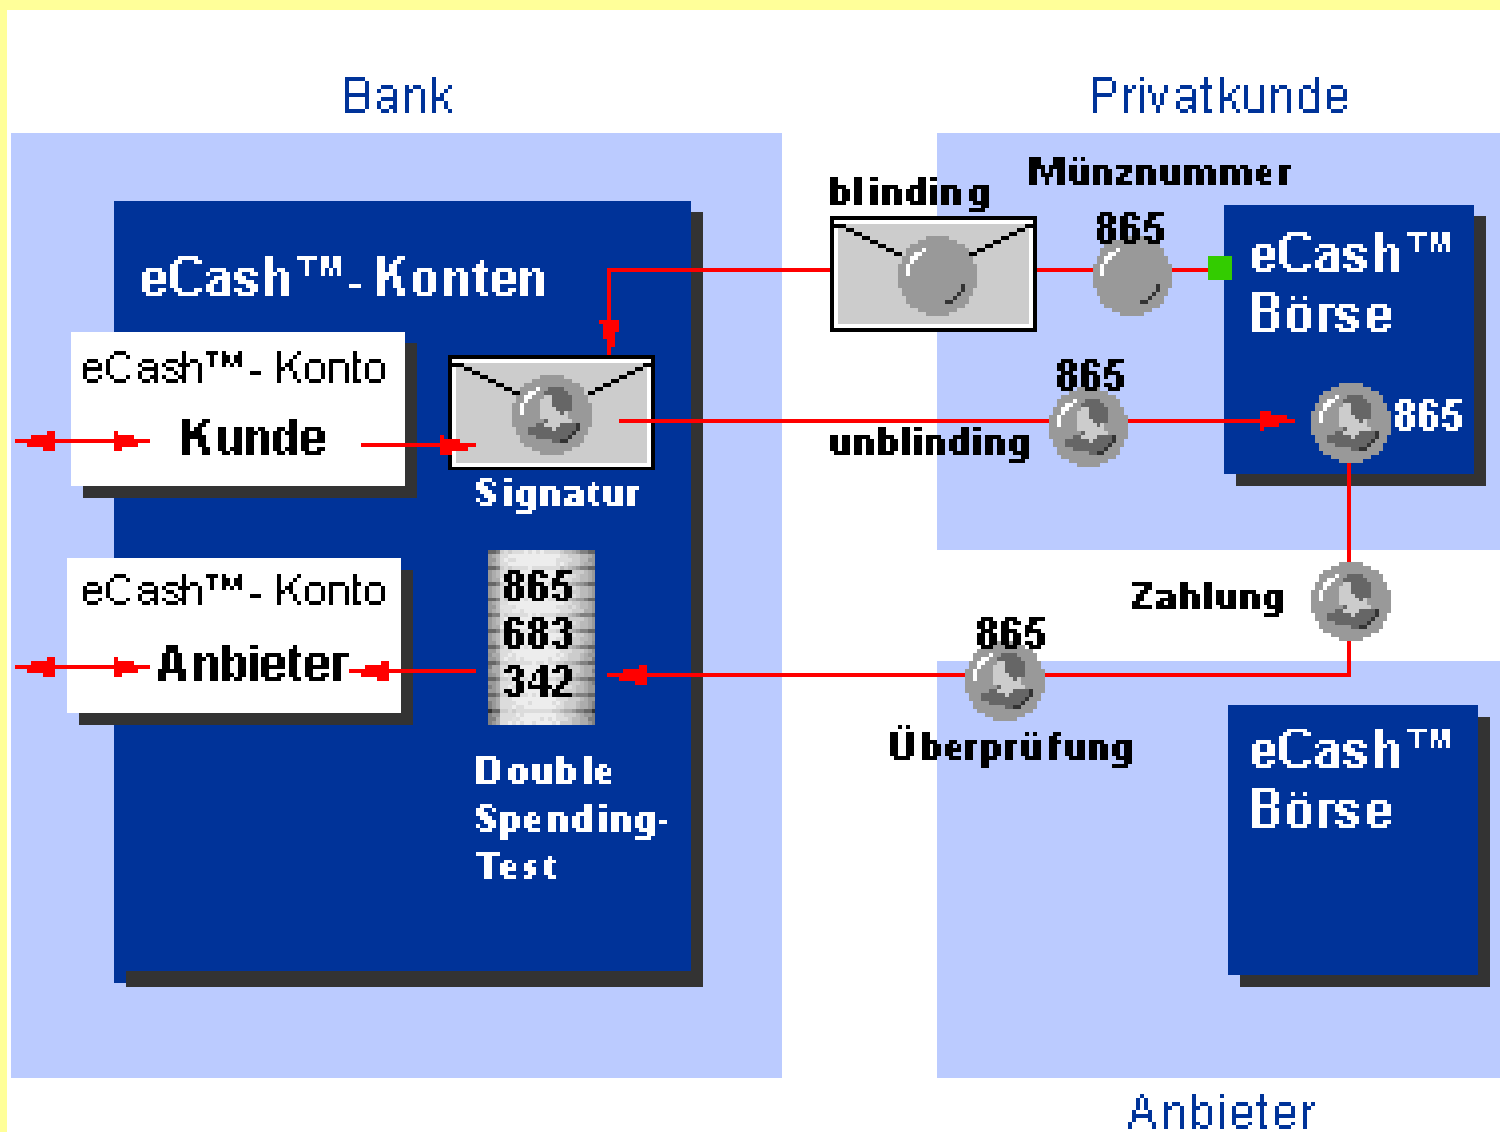 Bank
Privatkunde
Münznummer
blinding
865
eCash™
Börse
eCash™- Konten
eCash™- Konto
Kunde
865
865
unblinding
Signatur
eCash™- Konto
Anbieter
865
683
342
Zahlung
865
Überprüfung
Double
Spending-
Test
eCash™
Börse
Anbieter